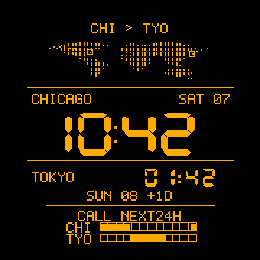 CHI > TYO
CHICAGO SAT 07
10:42
TOKYO 01:42
SUN 08 +1D
CALL NEXT24H
CHI
TYO